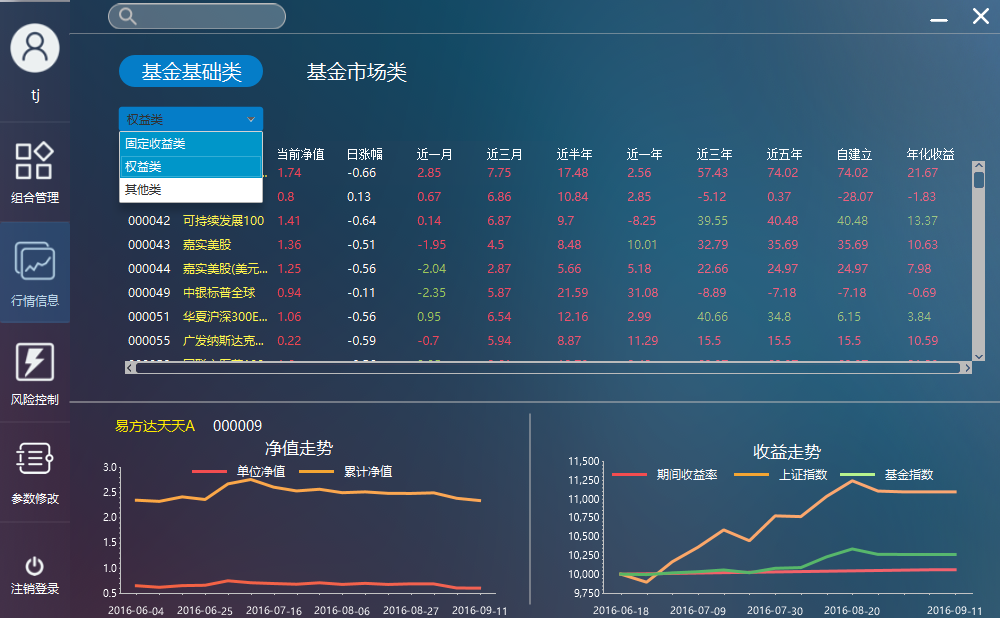 tj
组合管理
行情信息
风险控制
参数修改
注销登录
基金基础类 基金市场类
权益类
固定收益类
权益类
其他类
当前净值 日涨幅 近一月 近三月 近半年 近一年 近三年 近五年 自建立 年化收益
1.74 -0.66 2.85 7.75 17.48 2.56 57.43 74.02 74.02 21.67
0.8 0.13 0.67 6.86 10.84 2.85 -5.12 0.37 -28.07 -1.83
000042 可持续发展100 1.41 -0.64 0.14 6.87 9.7 -8.25 39.55 40.48 40.48 13.37
000043 嘉实美股 1.36 -0.51 -1.95 4.5 8.48 10.01 32.79 35.69 35.69 10.63
000044 嘉实美股(美元... 1.25 -0.56 -2.04 2.87 5.66 5.18 22.66 24.97 24.97 7.98
000049 中银标普全球 0.94 -0.11 -2.35 5.87 21.59 31.08 -8.89 -7.18 -7.18 -0.69
000051 华夏沪深300E... 1.06 -0.56 0.95 6.54 12.16 2.99 40.66 34.8 6.15 3.84
000055 广发纳斯达克... 0.22 -0.59 -0.7 5.94 8.87 11.29 15.5 15.5 15.5 10.59
易方达天天A 000009
净值走势
单位净值 累计净值
3.0
2.5
2.0
1.5
1.0
0.5
2016-06-04 2016-06-25 2016-07-16 2016-08-06 2016-08-27 2016-09-11
收益走势
期间收益率 上证指数 基金指数
11,500
11,250
11,000
10,750
10,500
10,250
10,000
9,750
2016-06-18 2016-07-09 2016-07-30 2016-08-20 2016-09-11